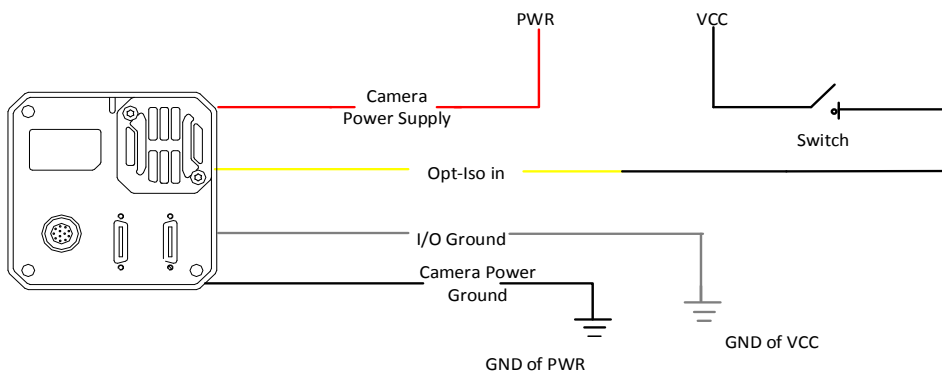 PWR
VCC
Camera
Power Supply
Switch
Opt-Iso in
I/O Ground
Camera Power
Ground
GND of VCC
GND of PWR